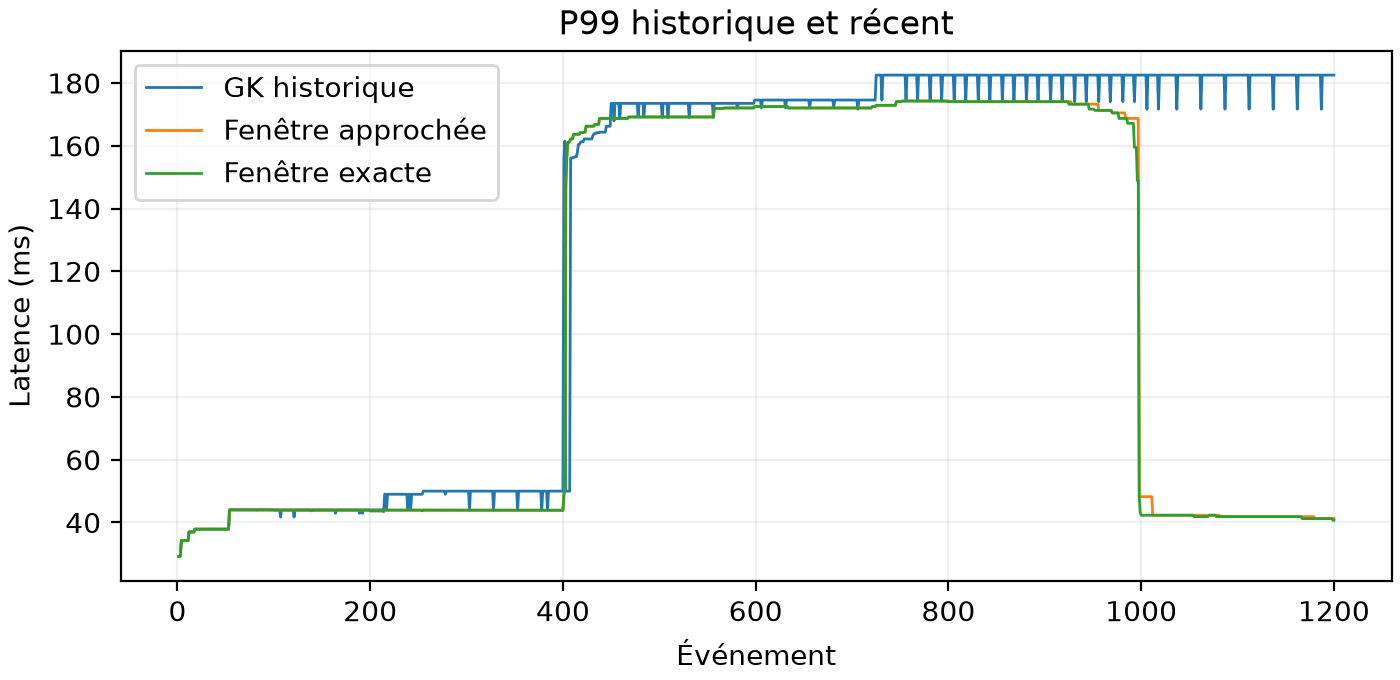 P99 historique et récent
GK historique
Fenêtre approchée
Fenêtre exacte
Latence (ms)
180
160
140
120
100
80
60
40
0 200 400 600 800 1000 1200
Événement